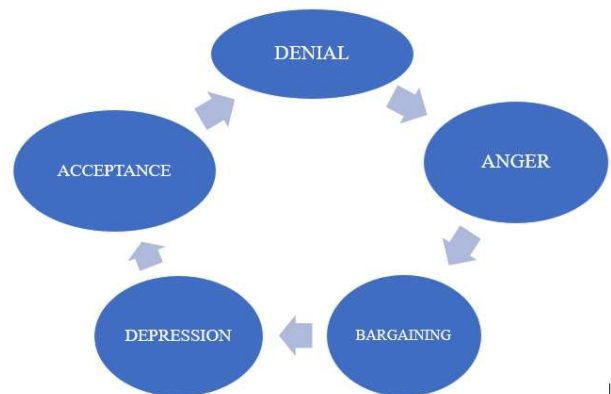 DENIAL
ANGER
BARGAINING
DEPRESSION
ACCEPTANCE